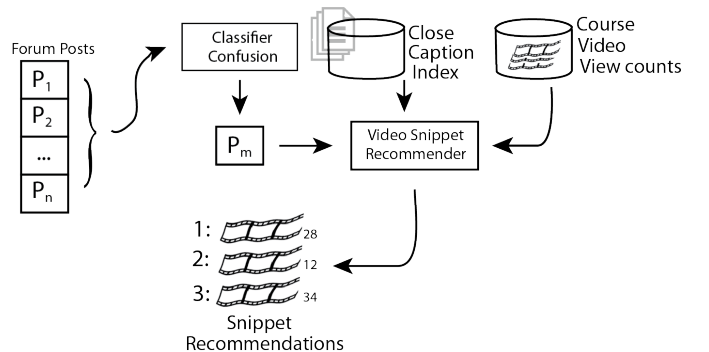 Forum Posts
P1
P2
...
Pn
Classifier
Confusion
Close
Caption
Index
Course
Video
View counts
Pm
Video Snippet
Recommender
1: 28
2: 12
3: 34
Snippet
Recommendations